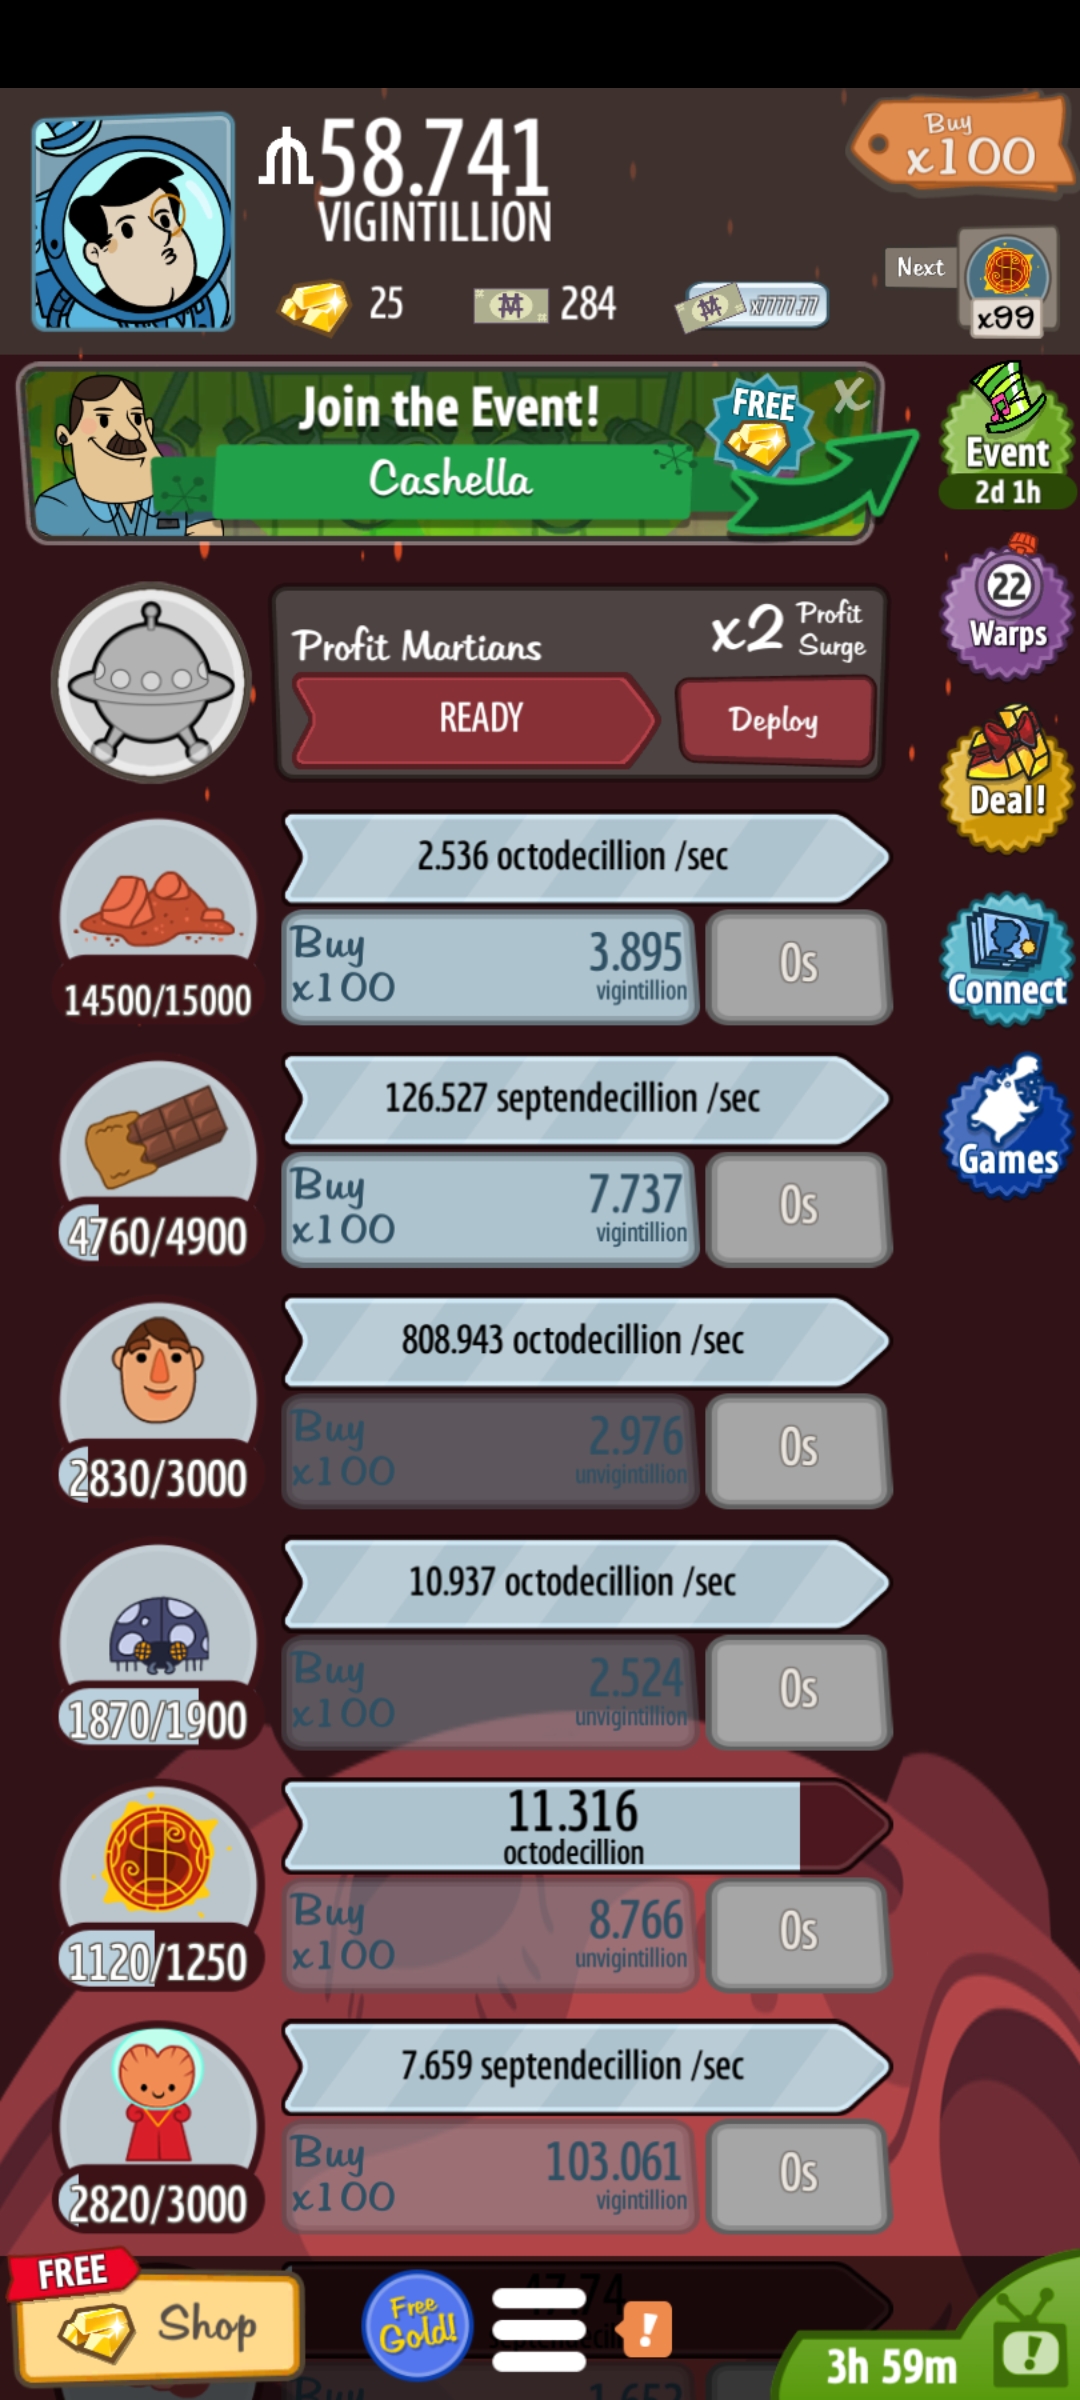 58.741
VIGINTILLION
Buy
x100
25
284
x7777.77
Next
x99
Join the Event!
Cashella
FREE
X
Event
2d 1h
22
Warps
Profit Martians
x2 Profit Surge
READY
Deploy
Deal!
2.536 octodecillion /sec
Buy
x100
3.895
vigintillion
0s
14500/15000
Connect
126.527 septendecillion /sec
Buy
x100
7.737
vigintillion
0s
4760/4900
Games
808.943 octodecillion /sec
Buy
x100
2.976
unvigintillion
0s
2830/3000
10.937 octodecillion /sec
Buy
x100
2.524
unvigintillion
0s
1870/1900
11.316
octodecillion
Buy
x100
8.766
unvigintillion
0s
1120/1250
7.659 septendecillion /sec
Buy
x100
103.061
vigintillion
0s
2820/3000
FREE
Shop
Free
Gold!
47.74
!
3h 59m
!
Buy